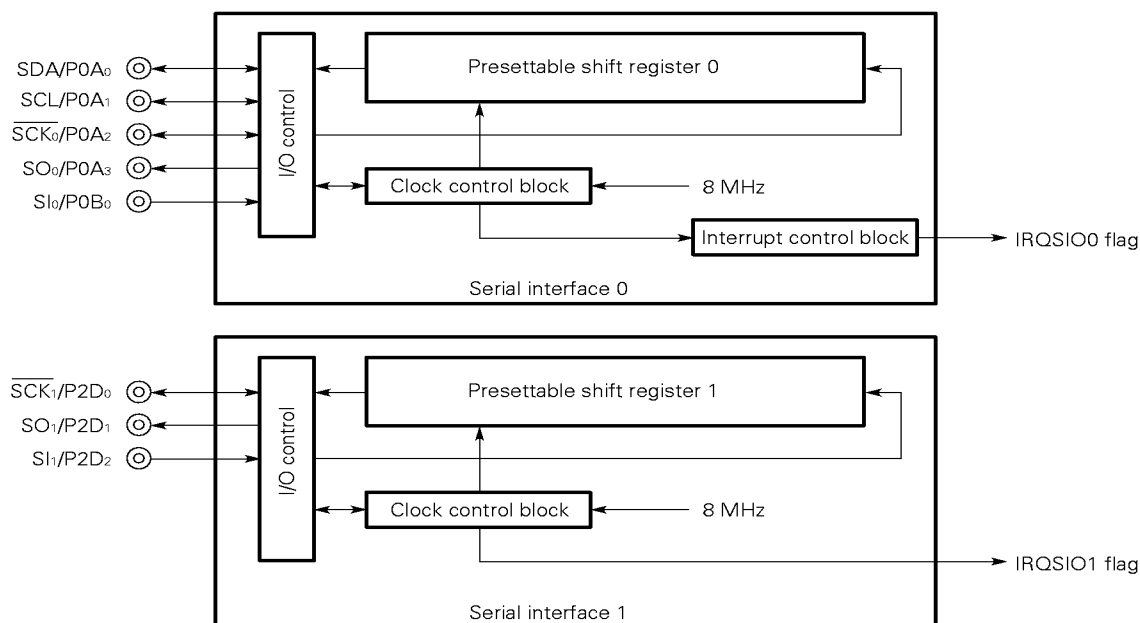 Presettable shift register 0
SDA/P0A₀
SCL/P0A₁
S̅C̅K̅₀/P0A₂
SO₀/P0A₃
SI₀/P0B₀
I/O control
Clock control block
8 MHz
Interrupt control block
IRQSIO0 flag
Serial interface 0
Presettable shift register 1
S̅C̅K̅₁/P2D₀
SO₁/P2D₁
SI₁/P2D₂
I/O control
Clock control block
8 MHz
IRQSIO1 flag
Serial interface 1